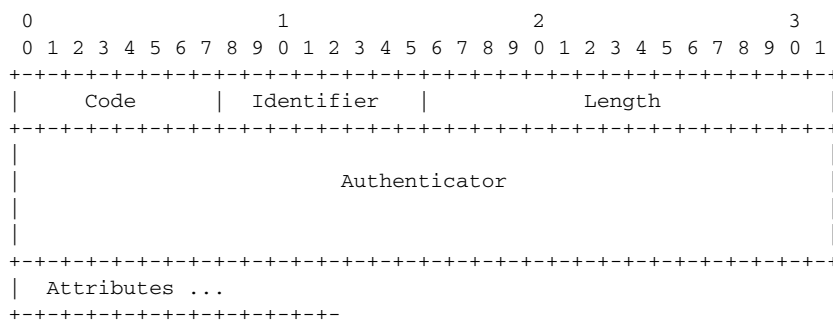 0                   1                   2                   3
 0 1 2 3 4 5 6 7 8 9 0 1 2 3 4 5 6 7 8 9 0 1 2 3 4 5 6 7 8 9 0 1
+-+-+-+-+-+-+-+-+-+-+-+-+-+-+-+-+-+-+-+-+-+-+-+-+-+-+-+-+-+-+-+-+
|     Code      |  Identifier   |            Length             |
+-+-+-+-+-+-+-+-+-+-+-+-+-+-+-+-+-+-+-+-+-+-+-+-+-+-+-+-+-+-+-+-+
|                                                               |
|                         Authenticator                         |
|                                                               |
|                                                               |
+-+-+-+-+-+-+-+-+-+-+-+-+-+-+-+-+-+-+-+-+-+-+-+-+-+-+-+-+-+-+-+-+
|  Attributes ...
+-+-+-+-+-+-+-+-+-+-+-+-+-